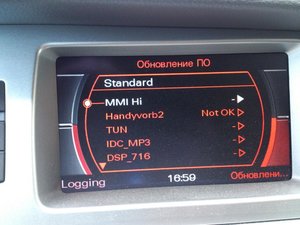 Обновление ПО
Standard
MMI Hi -
Handyvorb2 Not OK
TUN -
IDC_MP3 -
DSP_716 -
Logging 16:59 Обновлени...